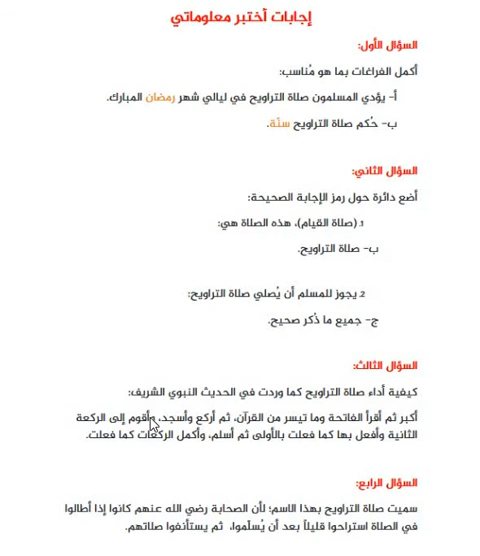 إجابات أختبر معلوماتي
السؤال الأول:
أكمل الفراغات بما هو مُناسب:
أ- يؤدي المسلمون صلاة التراويح في ليالي شهر رمضان المبارك.
ب- حُكم صلاة التراويح سنّة.
السؤال الثاني:
أضع دائرة حول رمز الإجابة الصحيحة:
1. (صلاة القيام)، هذه الصلاة هي:
ب- صلاة التراويح.
2. يجوز للمسلم أن يُصلي صلاة التراويح:
ج- جميع ما ذُكر صحيح.
السؤال الثالث:
كيفية أداء صلاة التراويح كما وردت في الحديث النبوي الشريف:
أكبر ثم أقرأ الفاتحة وما تيسر من القرآن، ثم أركع وأسجد، وأقوم إلى الركعة
الثانية وأفعل بها كما فعلت بالأولى ثم أسلم، وأكمل الركعات كما فعلت.
السؤال الرابع:
سميت صلاة التراويح بهذا الاسم؛ لأن الصحابة رضي الله عنهم كانوا إذا أطالوا
في الصلاة استراحوا قليلاً بعد أن يُسلّموا، ثم يستأنفوا صلاتهم.